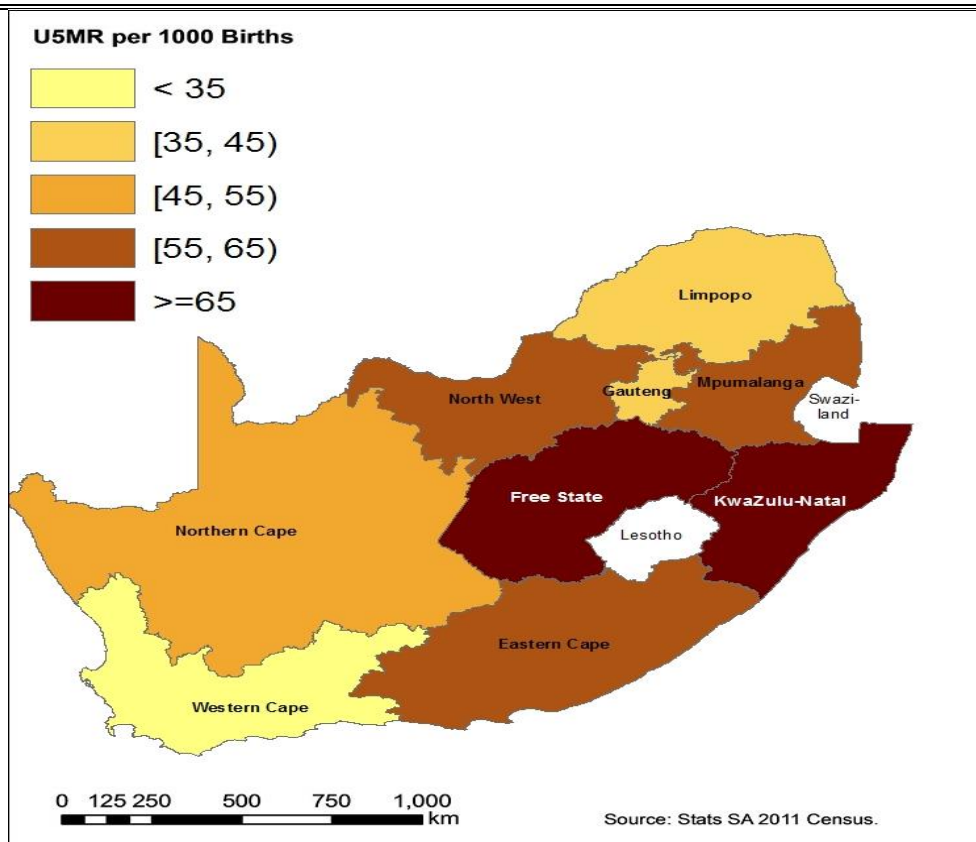 U5MR per 1000 Births
< 35
[35, 45)
[45, 55)
[55, 65)
>=65
Limpopo
Mpumalanga
Gauteng
North West
Swazi-
land
Free State
KwaZulu-Natal
Northern Cape
Lesotho
Eastern Cape
Western Cape
0 125 250 500 750 1,000
km
Source: Stats SA 2011 Census.